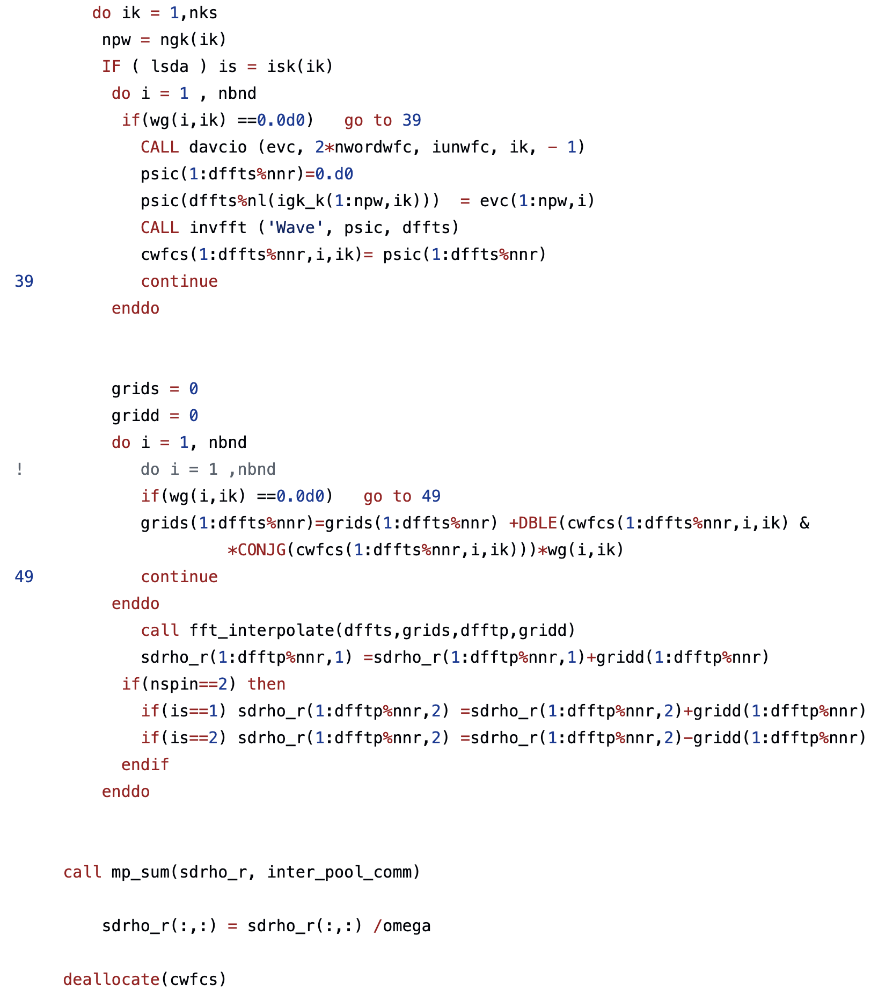 do ik = 1,nks
npw = ngk(ik)
IF ( lsda ) is = isk(ik)
do i = 1 , nbnd
if(wg(i,ik) ==0.0d0)   go to 39
CALL davcio (evc, 2*nwordwfc, iunwfc, ik, - 1)
psic(1:dffts%nnr)=0.d0
psic(dffts%nl(igk_k(1:npw,ik)))  = evc(1:npw,i)
CALL invfft ('Wave', psic, dffts)
cwfcs(1:dffts%nnr,i,ik)= psic(1:dffts%nnr)
39           continue
enddo
grids = 0
gridd = 0
do i = 1, nbnd
!            do i = 1 ,nbnd
if(wg(i,ik) ==0.0d0)   go to 49
grids(1:dffts%nnr)=grids(1:dffts%nnr) +DBLE(cwfcs(1:dffts%nnr,i,ik) &
*CONJG(cwfcs(1:dffts%nnr,i,ik)))*wg(i,ik)
49           continue
enddo
call fft_interpolate(dffts,grids,dfftp,gridd)
sdrho_r(1:dfftp%nnr,1) =sdrho_r(1:dfftp%nnr,1)+gridd(1:dfftp%nnr)
if(nspin==2) then
if(is==1) sdrho_r(1:dfftp%nnr,2) =sdrho_r(1:dfftp%nnr,2)+gridd(1:dfftp%nnr)
if(is==2) sdrho_r(1:dfftp%nnr,2) =sdrho_r(1:dfftp%nnr,2)-gridd(1:dfftp%nnr)
endif
enddo
call mp_sum(sdrho_r, inter_pool_comm)
sdrho_r(:,:) = sdrho_r(:,:) /omega
deallocate(cwfcs)